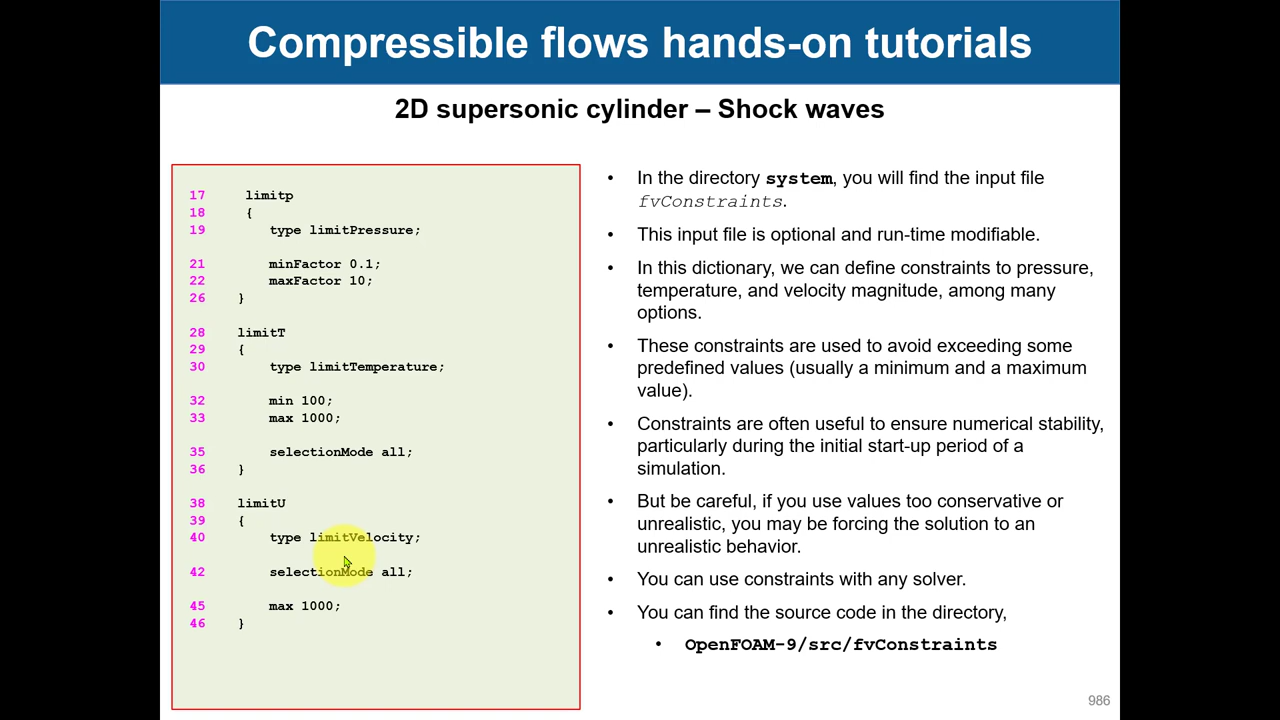 Compressible flows hands-on tutorials
2D supersonic cylinder – Shock waves
17 limitp
18 {
19 type limitPressure;
21 minFactor 0.1;
22 maxFactor 10;
26 }
28 limitT
29 {
30 type limitTemperature;
32 min 100;
33 max 1000;
35 selectionMode all;
36 }
38 limitU
39 {
40 type limitVelocity;
42 selectionMode all;
45 max 1000;
46 }
• In the directory system, you will find the input file
fvConstraints.
• This input file is optional and run-time modifiable.
• In this dictionary, we can define constraints to pressure,
temperature, and velocity magnitude, among many
options.
• These constraints are used to avoid exceeding some
predefined values (usually a minimum and a maximum
value).
• Constraints are often useful to ensure numerical stability,
particularly during the initial start-up period of a
simulation.
• But be careful, if you use values too conservative or
unrealistic, you may be forcing the solution to an
unrealistic behavior.
• You can use constraints with any solver.
• You can find the source code in the directory,
• OpenFOAM-9/src/fvConstraints
986